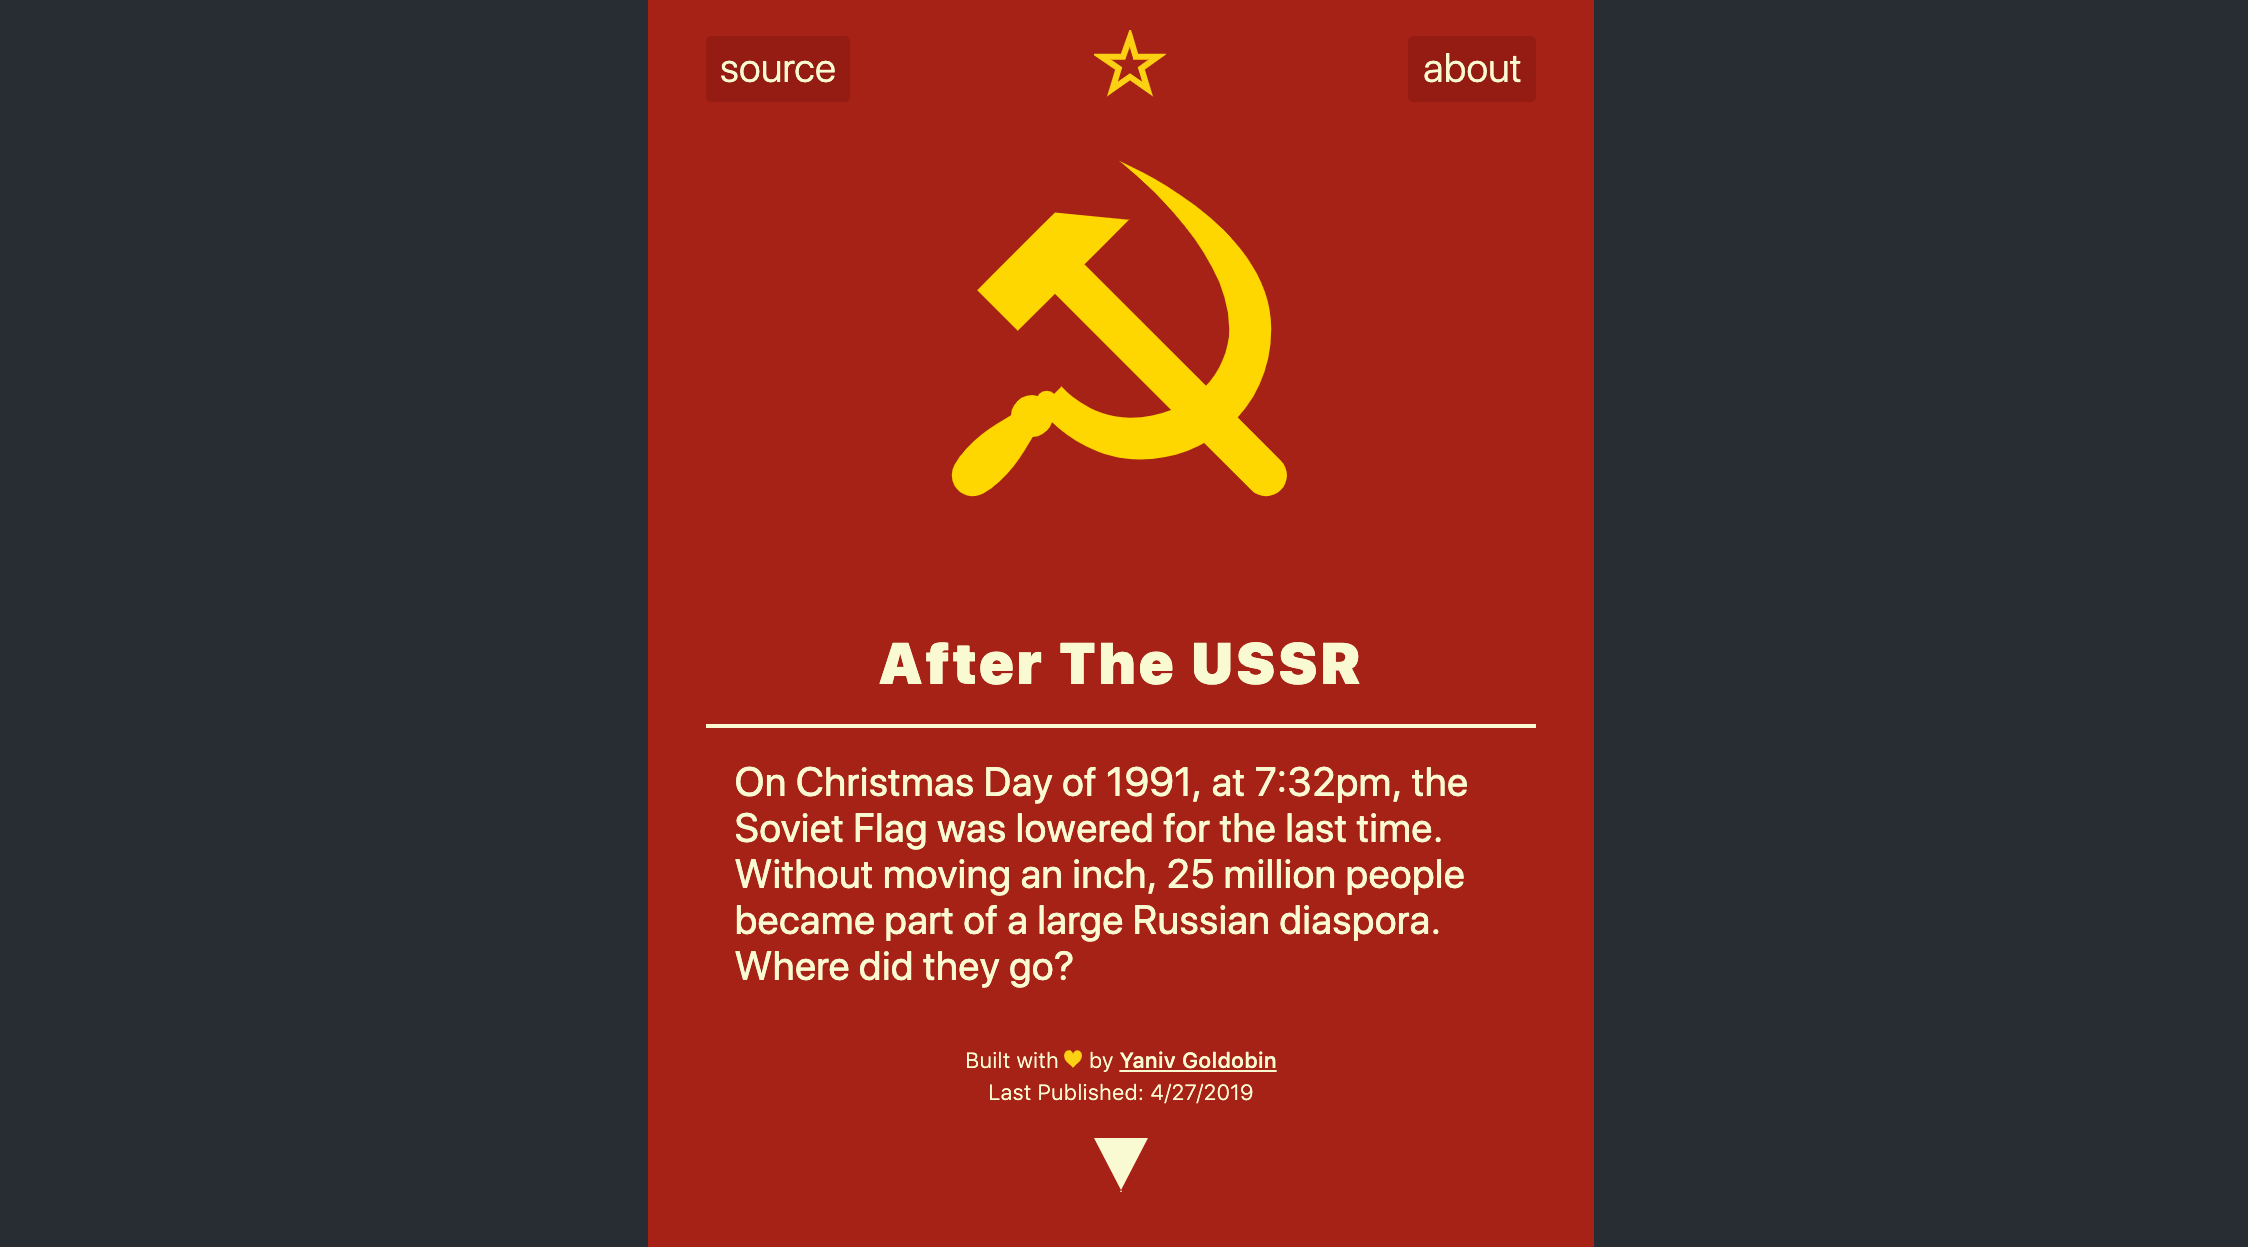 source
about
After The USSR
On Christmas Day of 1991, at 7:32pm, the
Soviet Flag was lowered for the last time.
Without moving an inch, 25 million people
became part of a large Russian diaspora.
Where did they go?
Built with 💛 by Yaniv Goldobin
Last Published: 4/27/2019